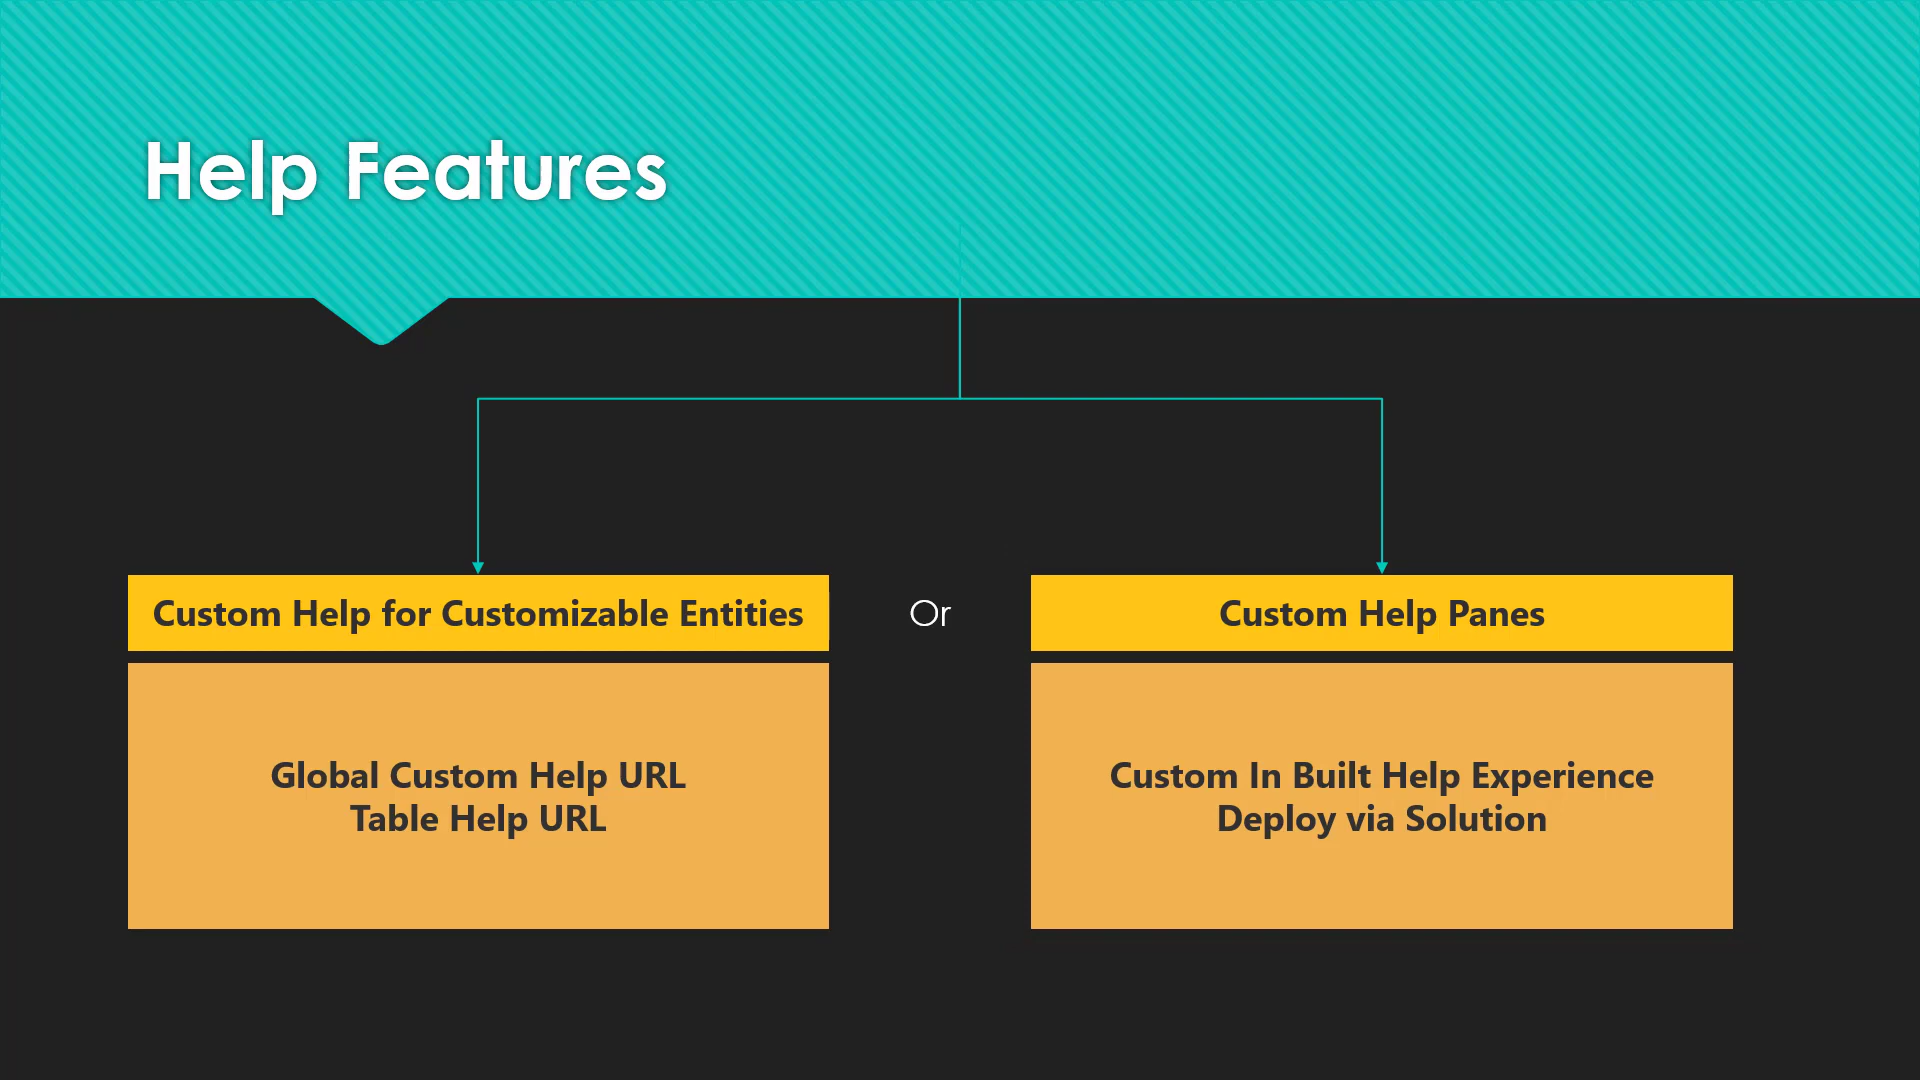 Help Features
Custom Help for Customizable Entities
Or
Custom Help Panes
Global Custom Help URL
Table Help URL
Custom In Built Help Experience
Deploy via Solution